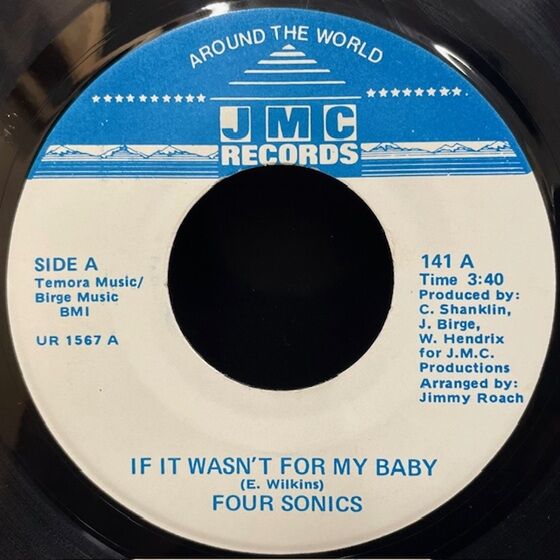 AROUND THE WORLD
JMC
RECORDS
SIDE A
Temora Music/
Birge Music
BMI
UR 1567 A
141 A
Time 3:40
Produced by:
C. Shanklin,
J. Birge,
W. Hendrix
for J.M.C.
Productions
Arranged by:
Jimmy Roach
IF IT WASN'T FOR MY BABY
(E. Wilkins)
FOUR SONICS